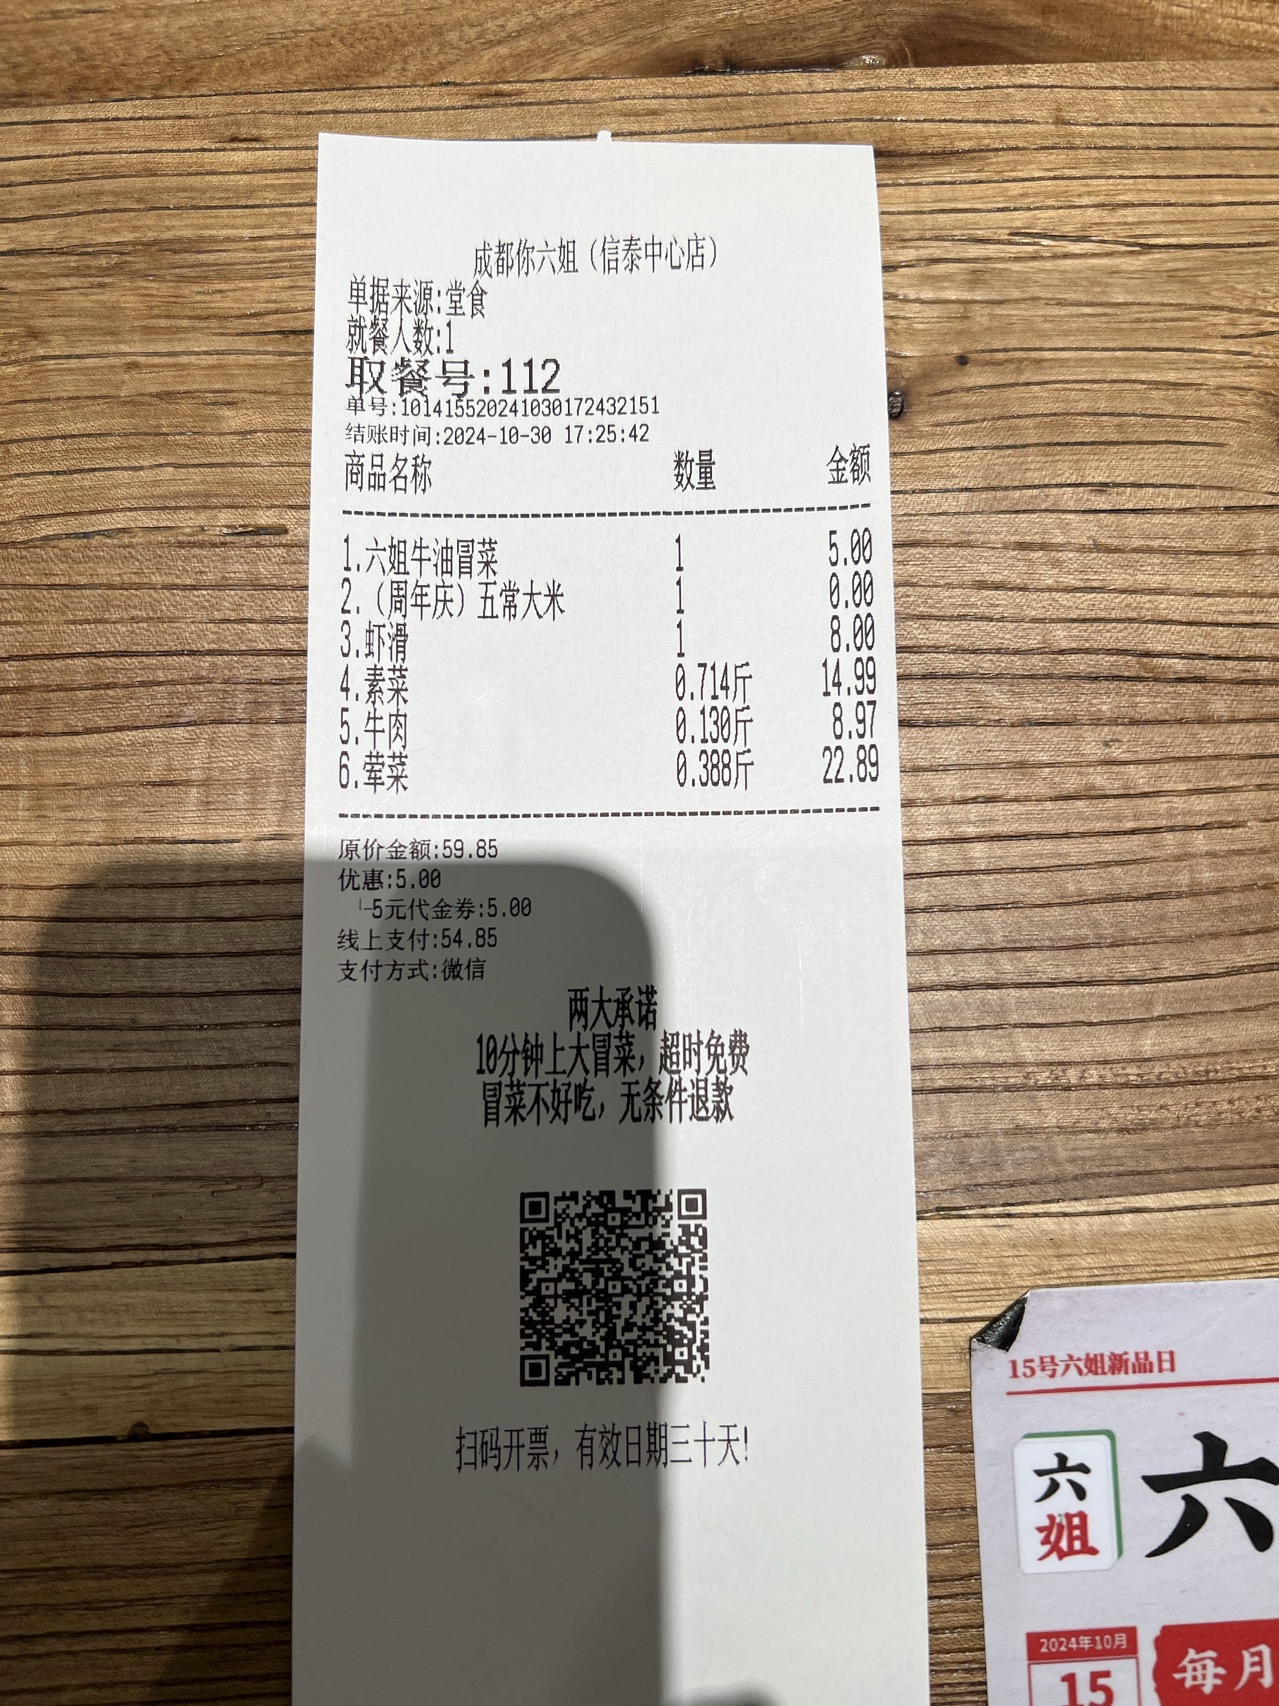 成都你六姐（信泰中心店）
单据来源:堂食
就餐人数:1
取餐号:112
单号:101415520241030172432151
结账时间:2024-10-30 17:25:42
商品名称 数量 金额
1.六姐牛油冒菜 1 5.00
2.（周年庆）五常大米 1 0.00
3.虾滑 1 8.00
4.素菜 0.714斤 14.99
5.牛肉 0.130斤 8.97
6.荤菜 0.388斤 22.89
原价金额:59.85
优惠:5.00
└5元代金券:5.00
线上支付:54.85
支付方式:微信
两大承诺
10分钟上大冒菜，超时免费
冒菜不好吃，无条件退款
扫码开票，有效日期三十天!
15号六姐新品日
六姐
六
2024年10月
15
每月